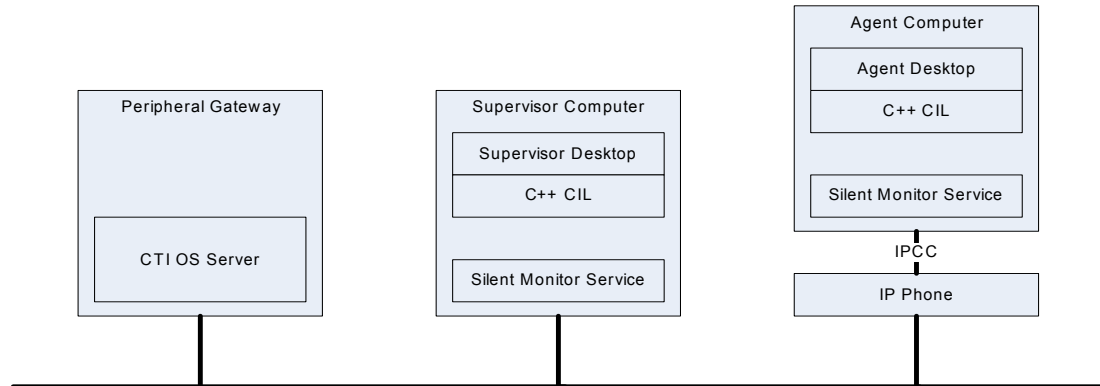 Peripheral Gateway
CTI OS Server
Supervisor Computer
Supervisor Desktop
C++ CIL
Silent Monitor Service
Agent Computer
Agent Desktop
C++ CIL
Silent Monitor Service
IPCC
IP Phone